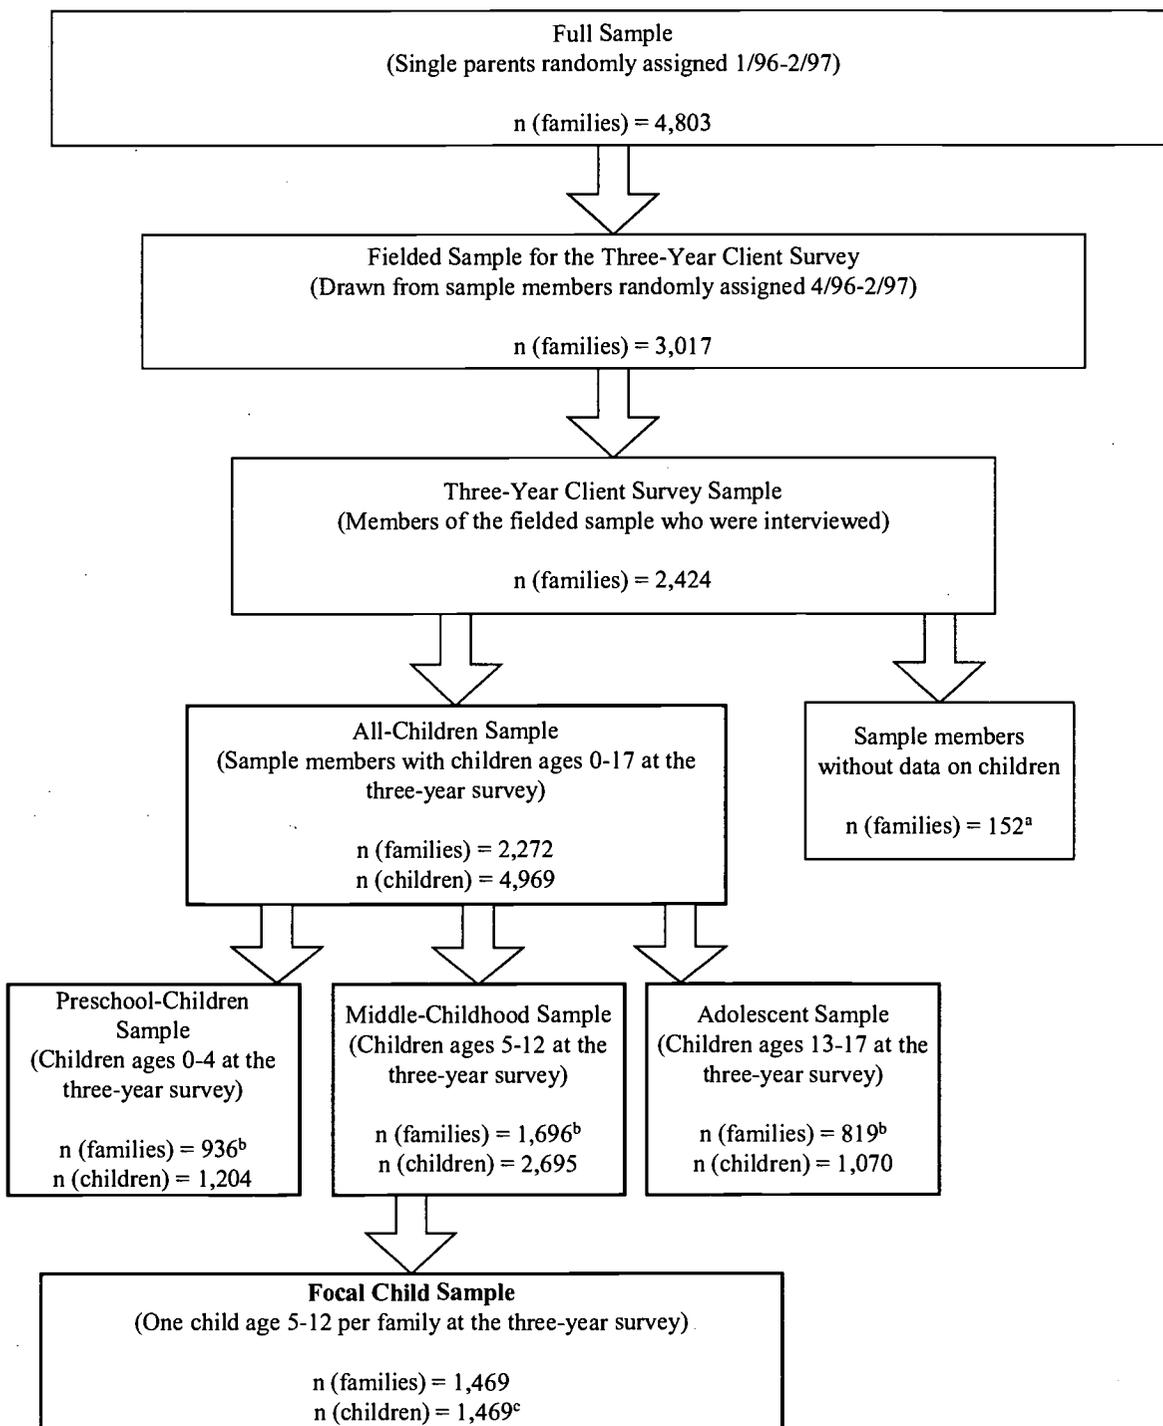 Full Sample
(Single parents randomly assigned 1/96-2/97)
n (families) = 4,803
Fielded Sample for the Three-Year Client Survey
(Drawn from sample members randomly assigned 4/96-2/97)
n (families) = 3,017
Three-Year Client Survey Sample
(Members of the fielded sample who were interviewed)
n (families) = 2,424
All-Children Sample
(Sample members with children ages 0-17 at the
three-year survey)
n (families) = 2,272
n (children) = 4,969
Sample members
without data on children
n (families) = 152ᵃ
Preschool-Children
Sample
(Children ages 0-4 at the
three-year survey)
n (families) = 936ᵇ
n (children) = 1,204
Middle-Childhood Sample
(Children ages 5-12 at the
three-year survey)
n (families) = 1,696ᵇ
n (children) = 2,695
Adolescent Sample
(Children ages 13-17 at the
three-year survey)
n (families) = 819ᵇ
n (children) = 1,070
Focal Child Sample
(One child age 5-12 per family at the three-year survey)
n (families) = 1,469
n (children) = 1,469ᶜ